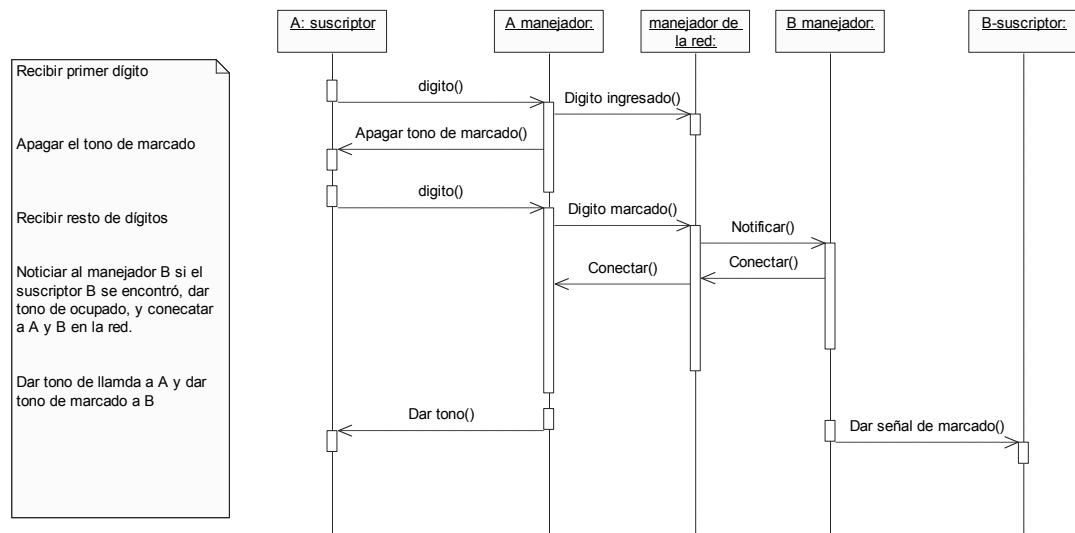 A: suscriptor
A manejador:
manejador de
la red:
B manejador:
B-suscriptor:
Recibir primer dígito
Apagar el tono de marcado
Recibir resto de dígitos
Noticiar al manejador B si el
suscriptor B se encontró, dar
tono de ocupado, y conecatar
a A y B en la red.
Dar tono de llamda a A y dar
tono de marcado a B
digito()
Digito ingresado()
Apagar tono de marcado()
digito()
Digito marcado()
Notificar()
Conectar()
Conectar()
Dar tono()
Dar señal de marcado()